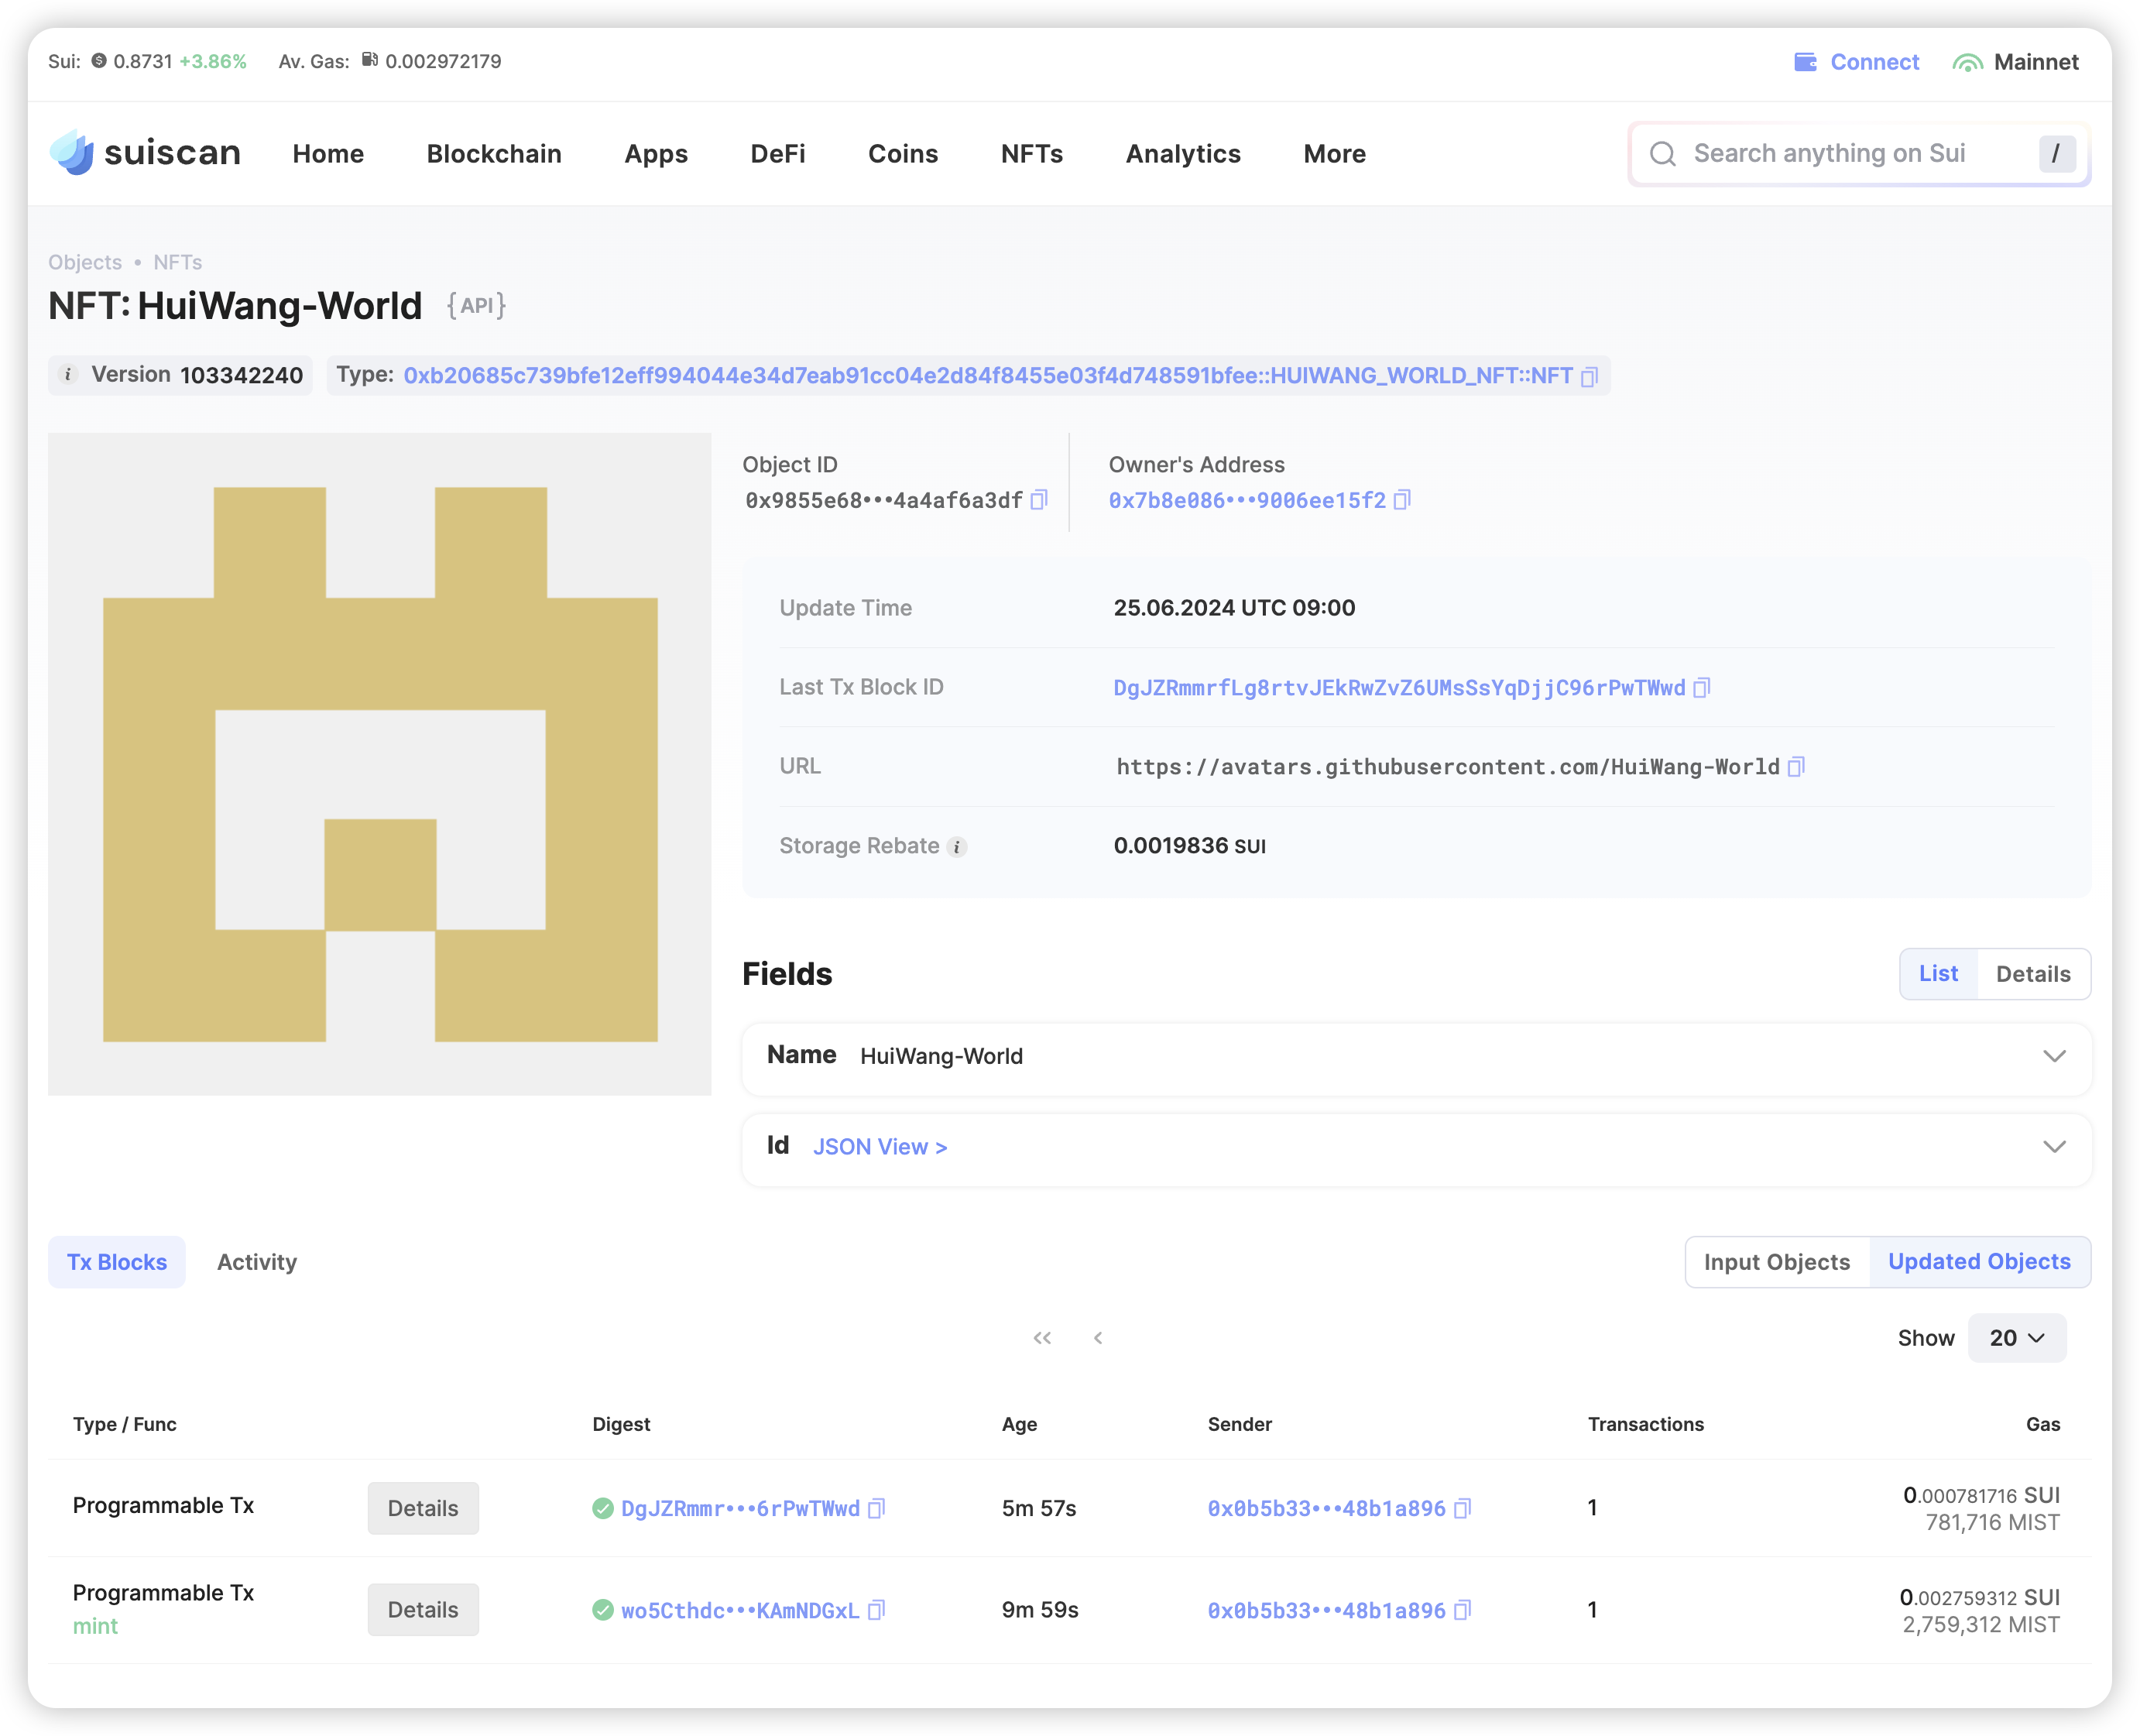 Sui: 0.8731 +3.86% Av. Gas: 0.002972179 Connect Mainnet
suiscan Home Blockchain Apps DeFi Coins NFTs Analytics More Search anything on Sui /
Objects • NFTs
NFT: HuiWang-World {API}
i Version 103342240 Type: 0xb20685c739bfe12eff994044e34d7eab91cc04e2d84f8455e03f4d748591bfee::HUIWANG_WORLD_NFT::NFT
Object ID Owner's Address
0x9855e68•••4a4af6a3df 0x7b8e086•••9006ee15f2
Update Time 25.06.2024 UTC 09:00
Last Tx Block ID DgJZRmmrfLg8rtvJEkRwZvZ6UMsSsYqDjjC96rPwTWwd
URL https://avatars.githubusercontent.com/HuiWang-World
Storage Rebate i 0.0019836 SUI
Fields List Details
Name HuiWang-World
Id JSON View >
Tx Blocks Activity Input Objects Updated Objects
Show 20
Type / Func Digest Age Sender Transactions Gas
Programmable Tx Details DgJZRmmr•••6rPwTWwd 5m 57s 0x0b5b33•••48b1a896 1 0.000781716 SUI
781,716 MIST
Programmable Tx Details wo5Cthdc•••KAmNDGxL 9m 59s 0x0b5b33•••48b1a896 1 0.002759312 SUI
mint 2,759,312 MIST